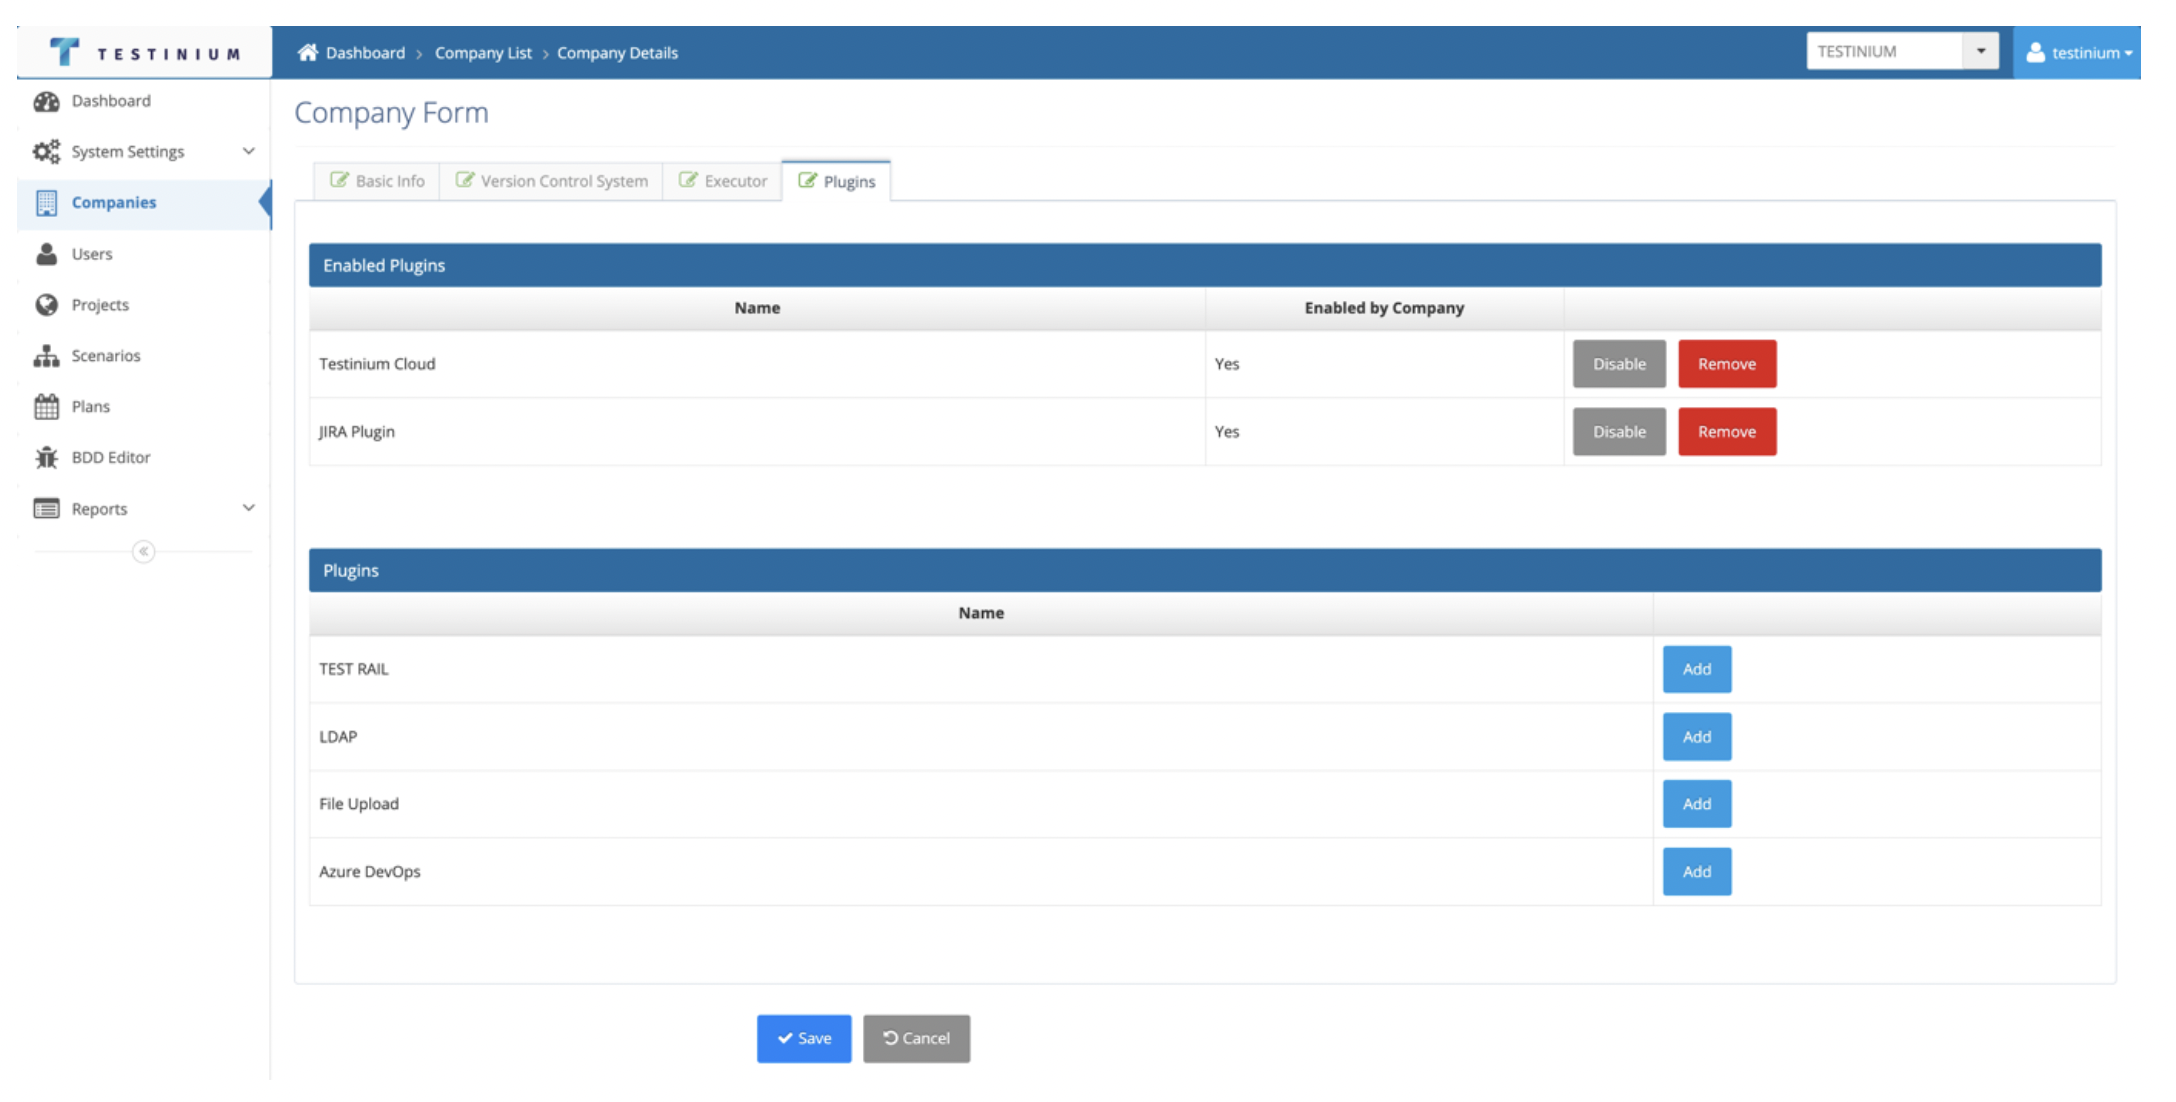 TESTINIUM
Dashboard > Company List > Company Details
TESTINIUM
testinium
Dashboard
System Settings
Companies
Users
Projects
Scenarios
Plans
BDD Editor
Reports
Company Form
Basic Info
Version Control System
Executor
Plugins
Enabled Plugins
Name Enabled by Company
Testinium Cloud Yes Disable Remove
JIRA Plugin Yes Disable Remove
Plugins
Name
TEST RAIL Add
LDAP Add
File Upload Add
Azure DevOps Add
Save Cancel